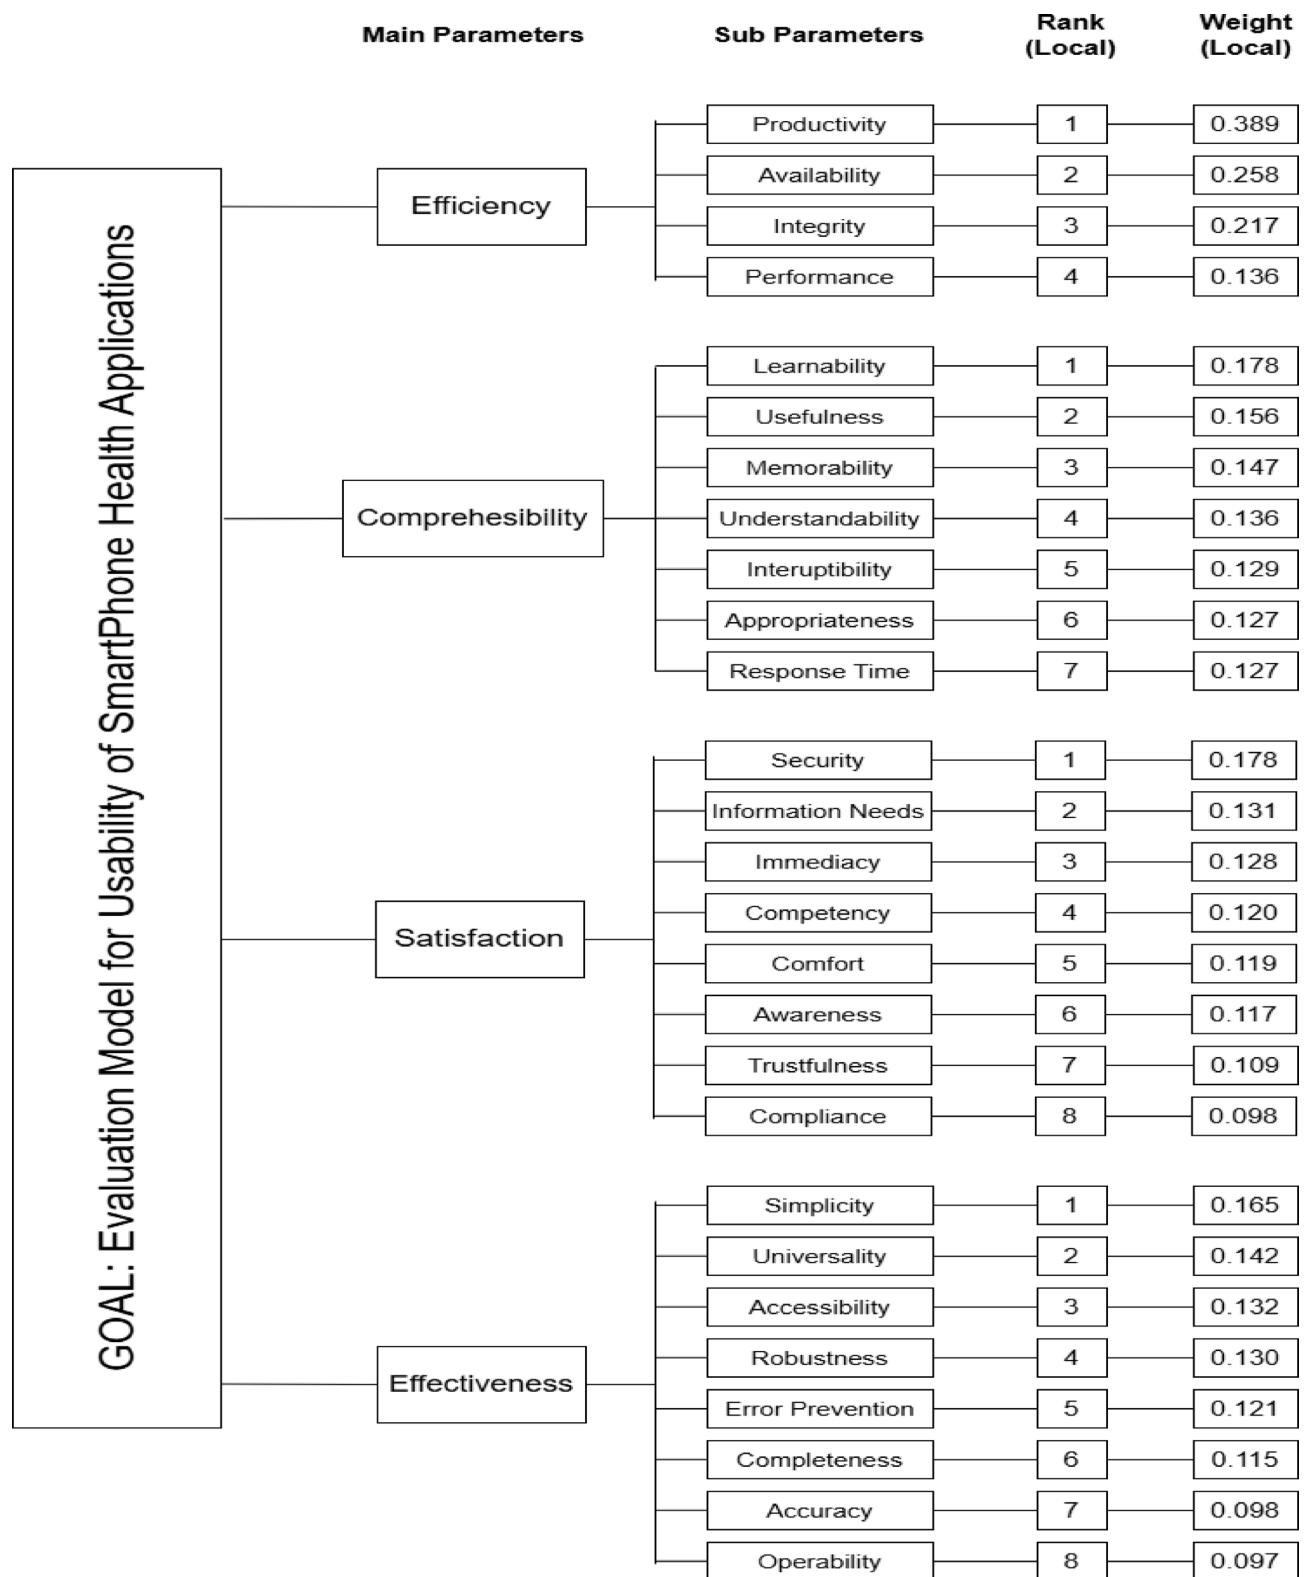 Main Parameters Sub Parameters Rank (Local) Weight (Local)
GOAL: Evaluation Model for Usability of SmartPhone Health Applications
Efficiency
Productivity 1 0.389
Availability 2 0.258
Integrity 3 0.217
Performance 4 0.136
Comprehesibility
Learnability 1 0.178
Usefulness 2 0.156
Memorability 3 0.147
Understandability 4 0.136
Interuptibility 5 0.129
Appropriateness 6 0.127
Response Time 7 0.127
Satisfaction
Security 1 0.178
Information Needs 2 0.131
Immediacy 3 0.128
Competency 4 0.120
Comfort 5 0.119
Awareness 6 0.117
Trustfulness 7 0.109
Compliance 8 0.098
Effectiveness
Simplicity 1 0.165
Universality 2 0.142
Accessibility 3 0.132
Robustness 4 0.130
Error Prevention 5 0.121
Completeness 6 0.115
Accuracy 7 0.098
Operability 8 0.097